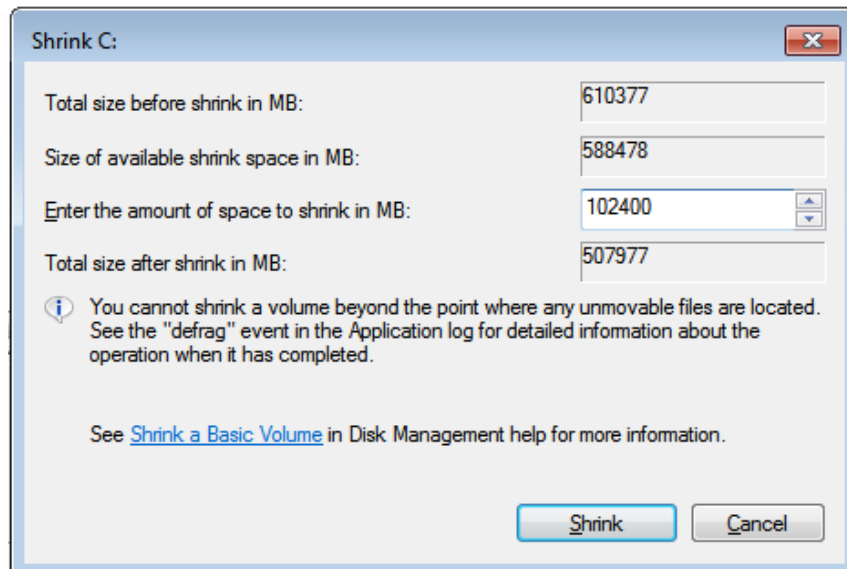 Shrink C:
Total size before shrink in MB: 610377
Size of available shrink space in MB: 588478
Enter the amount of space to shrink in MB: 102400
Total size after shrink in MB: 507977
You cannot shrink a volume beyond the point where any unmovable files are located.
See the "defrag" event in the Application log for detailed information about the
operation when it has completed.
See Shrink a Basic Volume in Disk Management help for more information.
Shrink Cancel